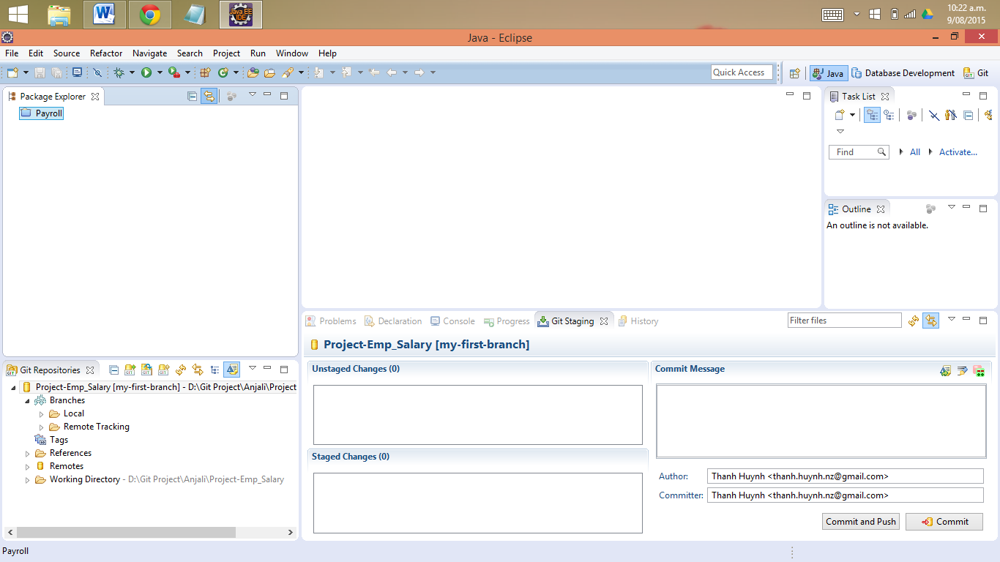 Java EE
IDE
10:22 a.m.
9/08/2015
Java - Eclipse
File Edit Source Refactor Navigate Search Project Run Window Help
Quick Access
Java
Database Development
Git
Package Explorer
Payroll
Task List
Find
All
Activate...
Outline
An outline is not available.
Git Repositories
Project-Emp_Salary [my-first-branch] - D:\Git Project\Anjali\Project
Branches
Local
Remote Tracking
Tags
References
Remotes
Working Directory - D:\Git Project\Anjali\Project-Emp_Salary
Problems Declaration Console Progress Git Staging History
Filter files
Project-Emp_Salary [my-first-branch]
Unstaged Changes (0)
Staged Changes (0)
Commit Message
Author: Thanh Huynh <thanh.huynh.nz@gmail.com>
Committer: Thanh Huynh <thanh.huynh.nz@gmail.com>
Commit and Push Commit
Payroll